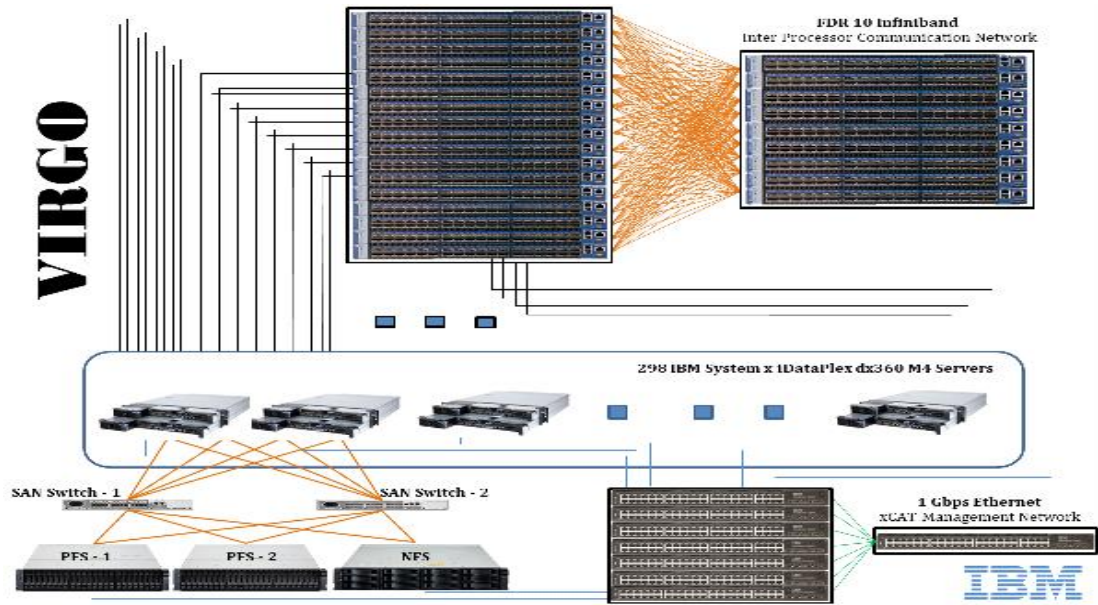 FDR 10 Infiniband
Inter Processor Communication Network
VIRGO
298 IBM System x iDataPlex dx360 M4 Servers
SAN Switch - 1
SAN Switch - 2
1 Gbps Ethernet
xCAT Management Network
PFS - 1
PFS - 2
NFS
IBM